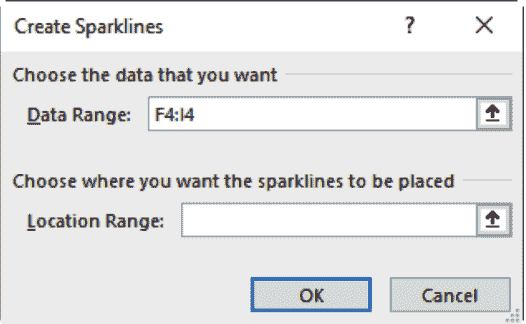 Create Sparklines ? ×
Choose the data that you want
Data Range: F4:I4
Choose where you want the sparklines to be placed
Location Range:
OK Cancel